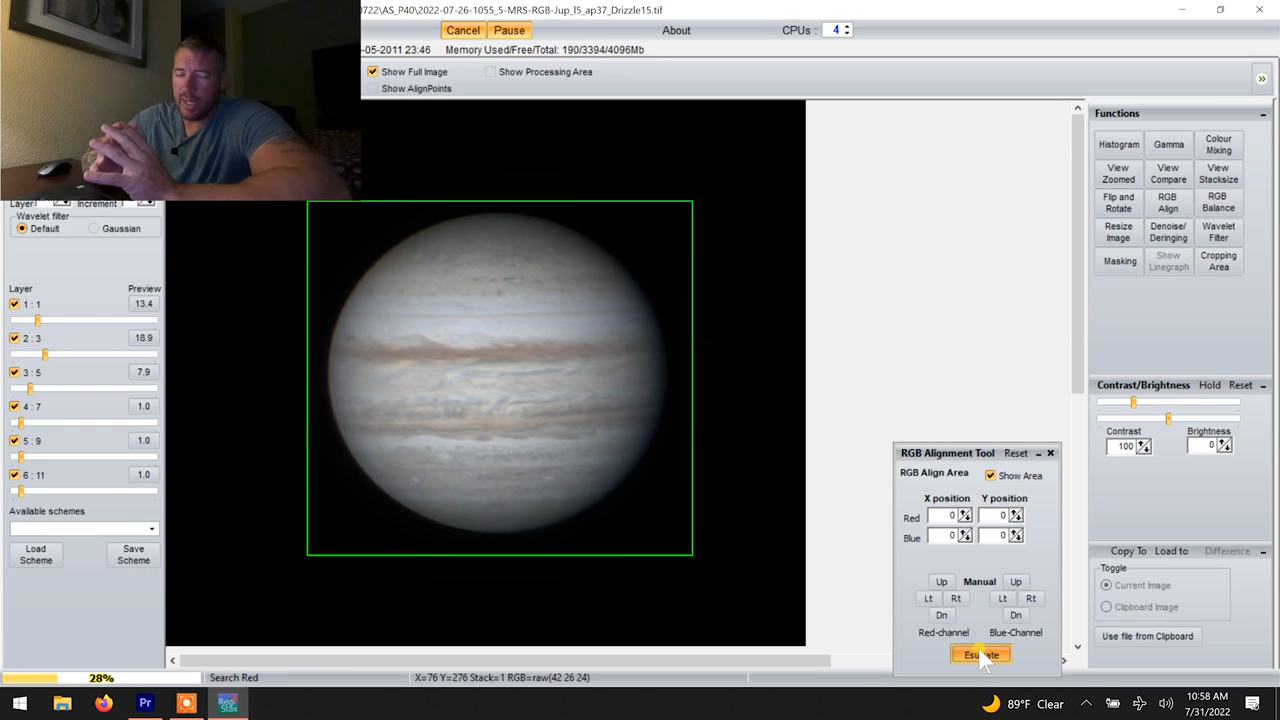 0722\AS_P40\2022-07-26-1055_5-MRS-RGB-Jup_l5_ap37_Drizzle15.tif
Cancel Pause About CPUs : 4
-05-2011 23:46 Memory Used/Free/Total: 190/3394/4096Mb
Show Full Image Show Processing Area
Show AlignPoints
Layer Increment
Wavelet filter
Default Gaussian
Layer Preview
1 : 1 13.4
2 : 3 18.9
3 : 5 7.9
4 : 7 1.0
5 : 9 1.0
6 : 11 1.0
Available schemes
Load Scheme
Save Scheme
Functions
Histogram Gamma Colour Mixing
View Zoomed View Compare View Stacksize
Flip and Rotate RGB Align RGB Balance
Resize Image Denoise/ Deringing Wavelet Filter
Masking Show Linegraph Cropping Area
Contrast/Brightness Hold Reset
Contrast Brightness
100 0
RGB Alignment Tool Reset
RGB Align Area Show Area
X position Y position
Red 0 0
Blue 0 0
Up Manual Up
Lt Rt Lt Rt
Dn Dn
Red-channel Blue-Channel
Estimate
Copy To Load to Difference
Toggle
Current Image
Clipboard Image
Use file from Clipboard
28% Search Red X=76 Y=276 Stack=1 RGB=raw(42 26 24)
Pr
Reg Stax
89°F Clear
10:58 AM
7/31/2022